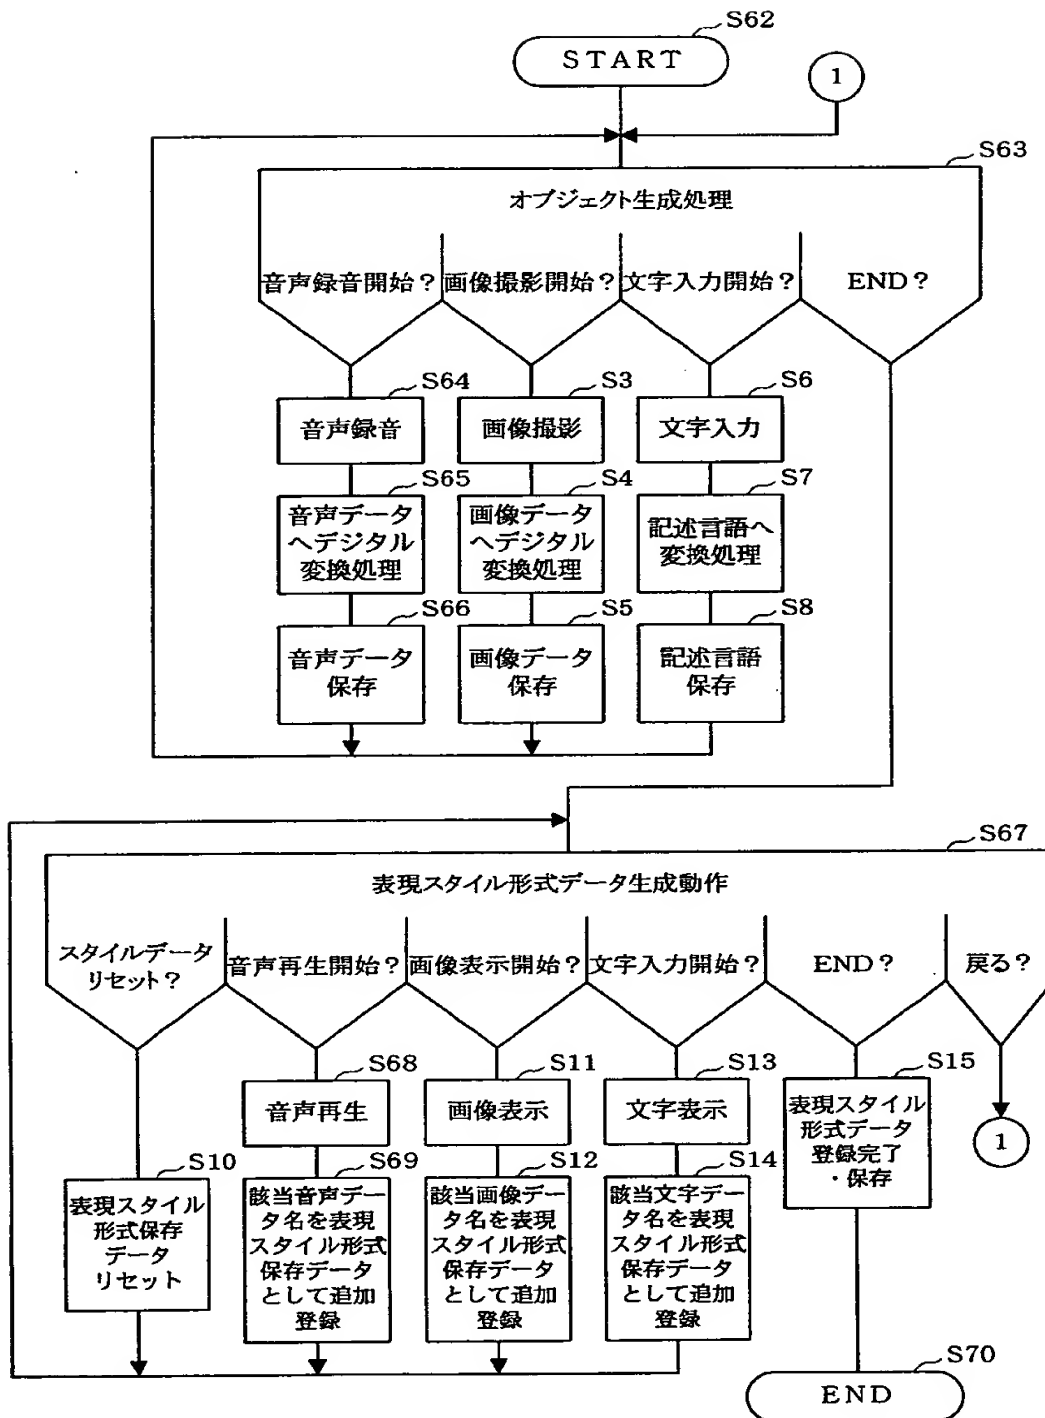 S62
START
1
S63
オブジェクト生成処理
音声録音開始？
画像撮影開始？
文字入力開始？
END？
S64
S3
S6
音声録音
画像撮影
文字入力
S65
S4
S7
音声データ
へデジタル
変換処理
画像データ
へデジタル
変換処理
記述言語へ
変換処理
S66
S5
S8
音声データ
保存
画像データ
保存
記述言語
保存
S67
表現スタイル形式データ生成動作
スタイルデータ
リセット？
音声再生開始？
画像表示開始？
文字入力開始？
END？
戻る？
S68
S11
S13
S15
音声再生
画像表示
文字表示
表現スタイル
形式データ
登録完了
・保存
1
S10
S69
S12
S14
表現スタイル
形式保存
データ
リセット
該当音声デー
タ名を表現
スタイル形式
保存データ
として追加
登録
該当画像デー
タ名を表現
スタイル形式
保存データ
として追加
登録
該当文字デー
タ名を表現
スタイル形式
保存データ
として追加
登録
S70
END